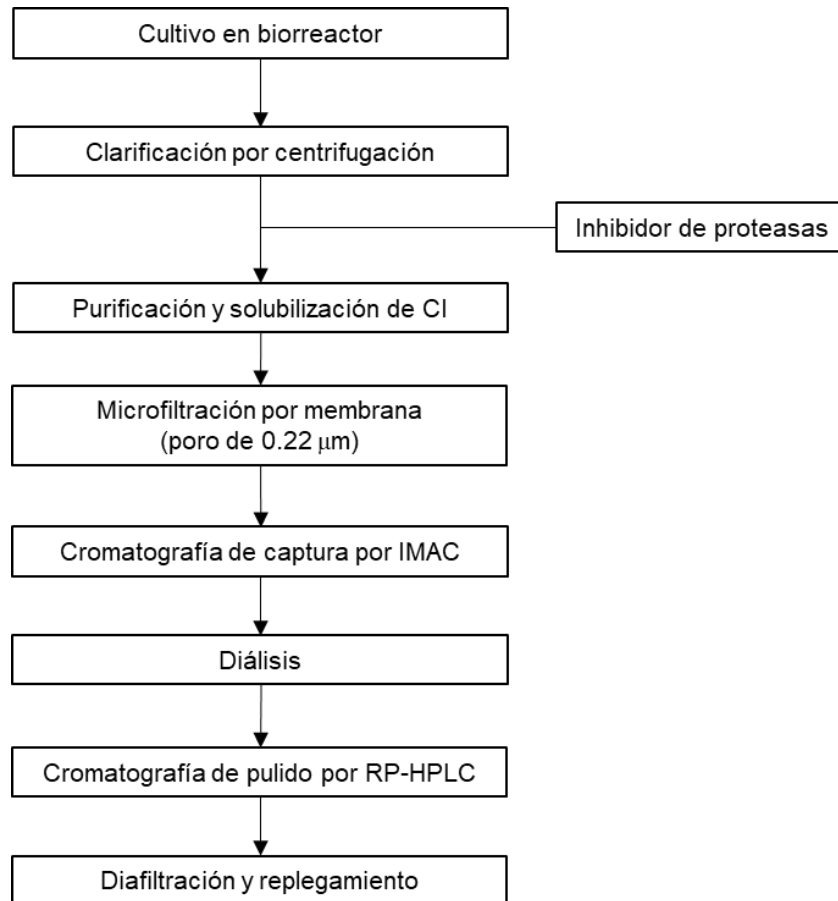 Cultivo en biorreactor
Clarificación por centrifugación
Inhibidor de proteasas
Purificación y solubilización de CI
Microfiltración por membrana
(poro de 0.22 μm)
Cromatografía de captura por IMAC
Diálisis
Cromatografía de pulido por RP-HPLC
Diafiltración y replegamiento